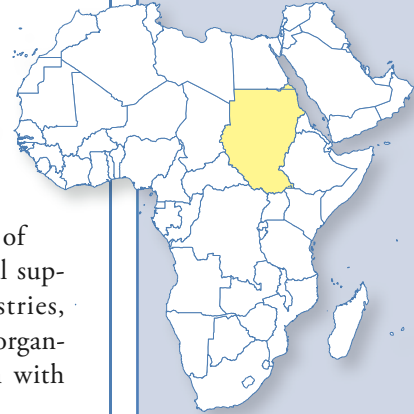 of
l sup-
stries,
organ-
with